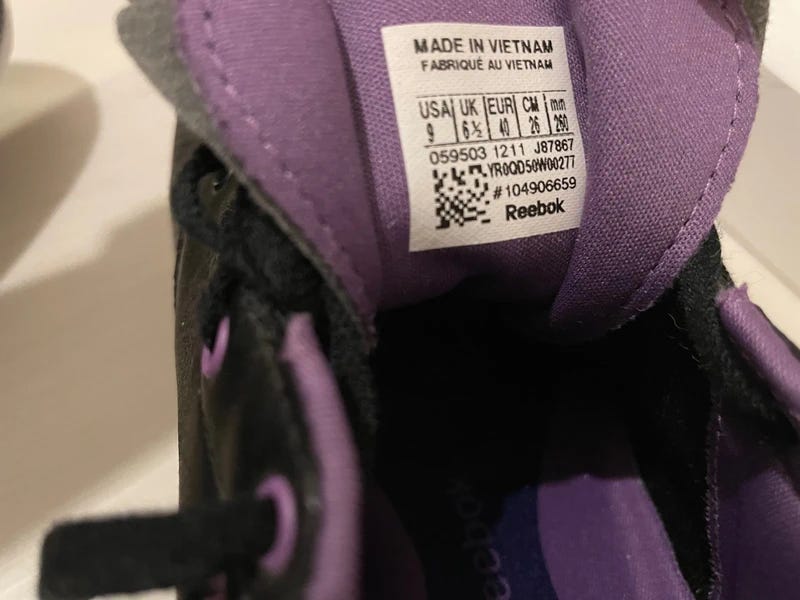 MADE IN VIETNAM
FABRIQUÉ AU VIETNAM
USA UK EUR CM mm
9 6½ 40 26 260
059503 1211 J87867
YR0QD50W00277
#104906659
Reebok